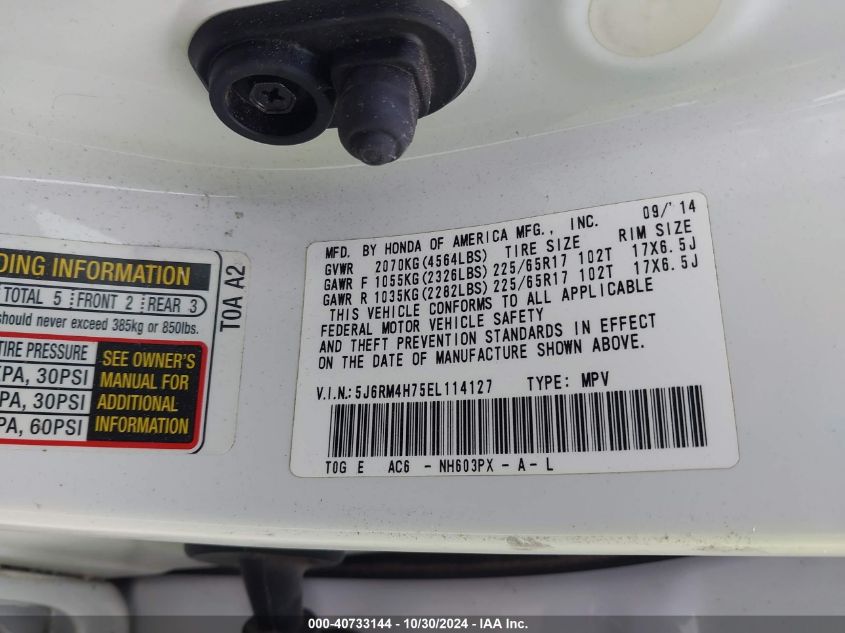 MFD. BY HONDA OF AMERICA MFG., INC. 09/'14
GVWR 2070KG(4564LBS) TIRE SIZE RIM SIZE
GAWR F 1055KG(2326LBS) 225/65R17 102T 17X6.5J
GAWR R 1035KG(2282LBS) 225/65R17 102T 17X6.5J
THIS VEHICLE CONFORMS TO ALL APPLICABLE
FEDERAL MOTOR VEHICLE SAFETY
AND THEFT PREVENTION STANDARDS IN EFFECT
ON THE DATE OF MANUFACTURE SHOWN ABOVE.
V.I.N.: 5J6RM4H75EL114127 TYPE: MPV
T0G E AC6 - NH603PX - A - L
DING INFORMATION
TOTAL 5 FRONT 2 REAR 3
should never exceed 385kg or 850lbs.
TIRE PRESSURE
PA, 30PSI
PA, 30PSI
PA, 60PSI
SEE OWNER'S
MANUAL FOR
ADDITIONAL
INFORMATION
T0A A2
000-40733144 - 10/30/2024 - IAA Inc.